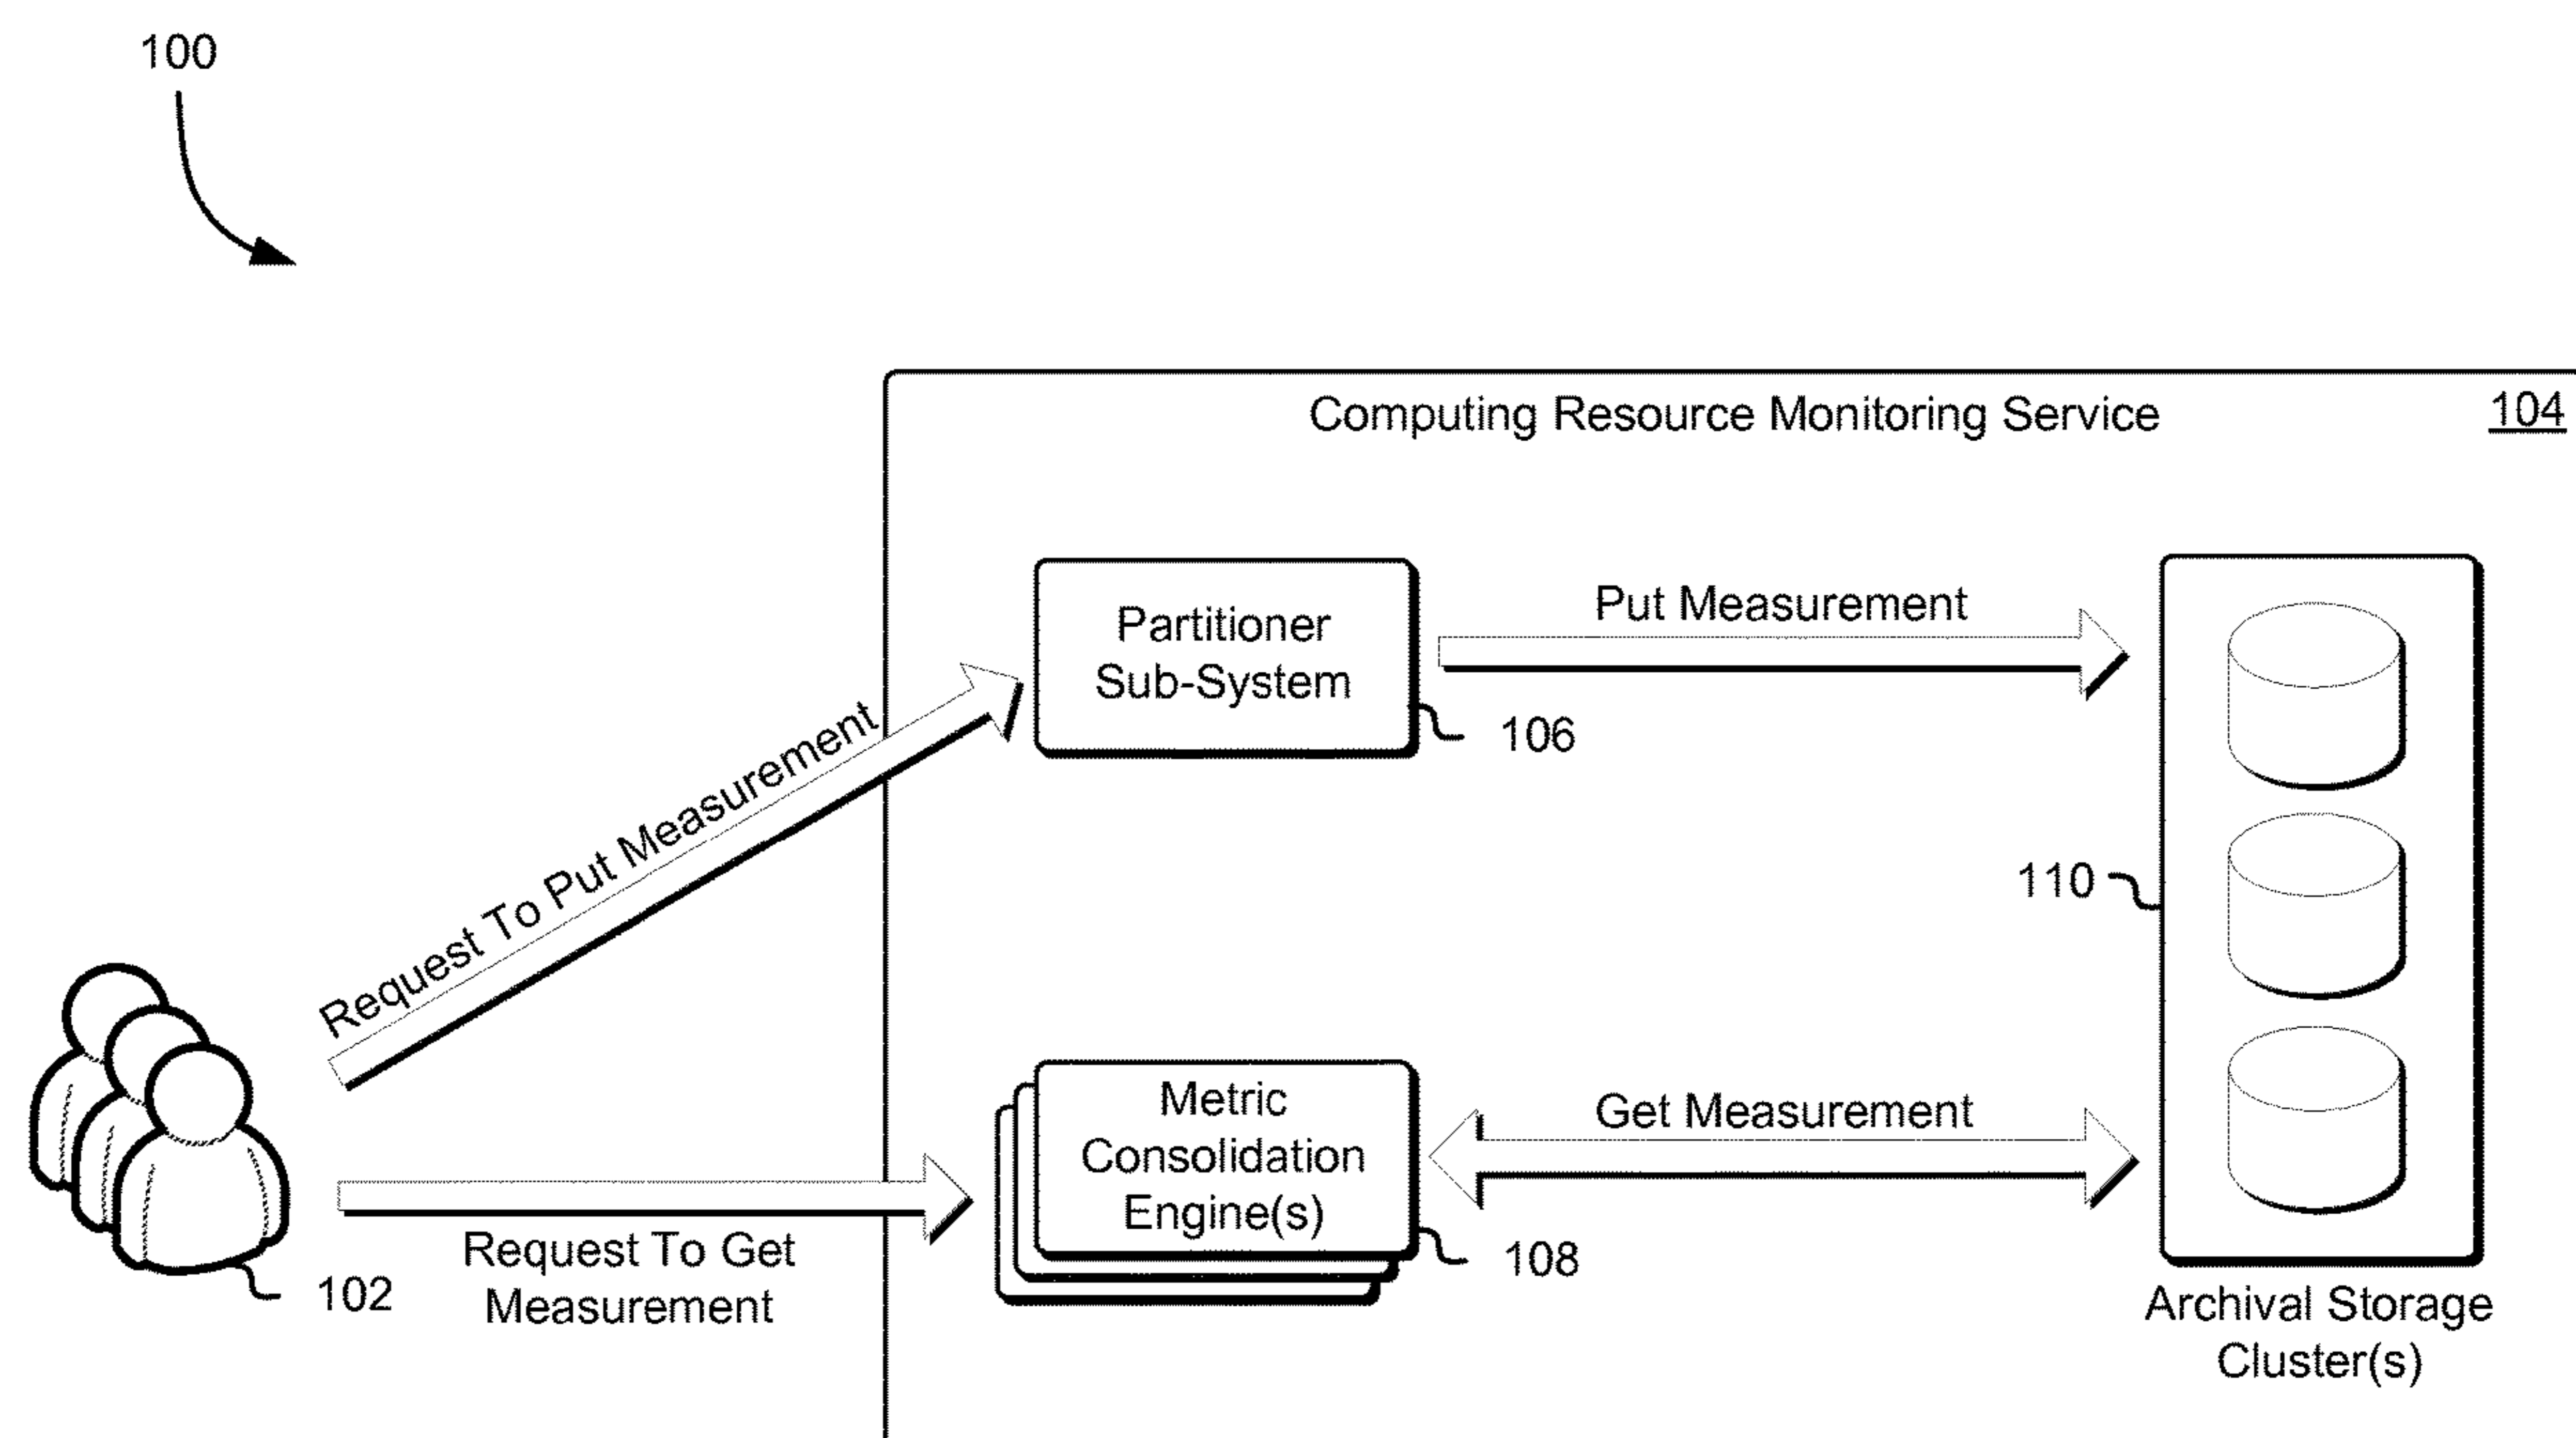 100
Computing Resource Monitoring Service
104
Partitioner
Sub-System
106
Put Measurement
Request To Put Measurement
110
Metric
Consolidation
Engine(s)
108
Get Measurement
Request To Get
Measurement
102
Archival Storage
Cluster(s)